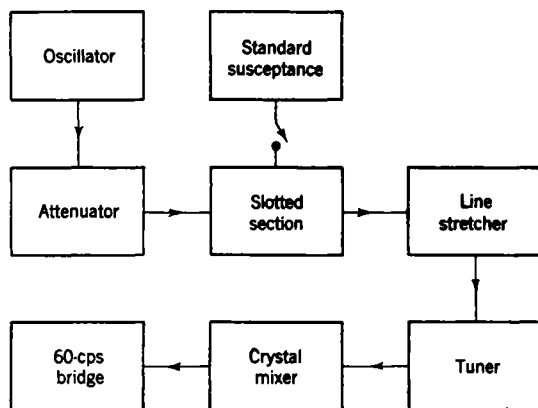 Oscillator
Standard
susceptance
Attenuator
Slotted
section
Line
stretcher
60-cps
bridge
Crystal
mixer
Tuner